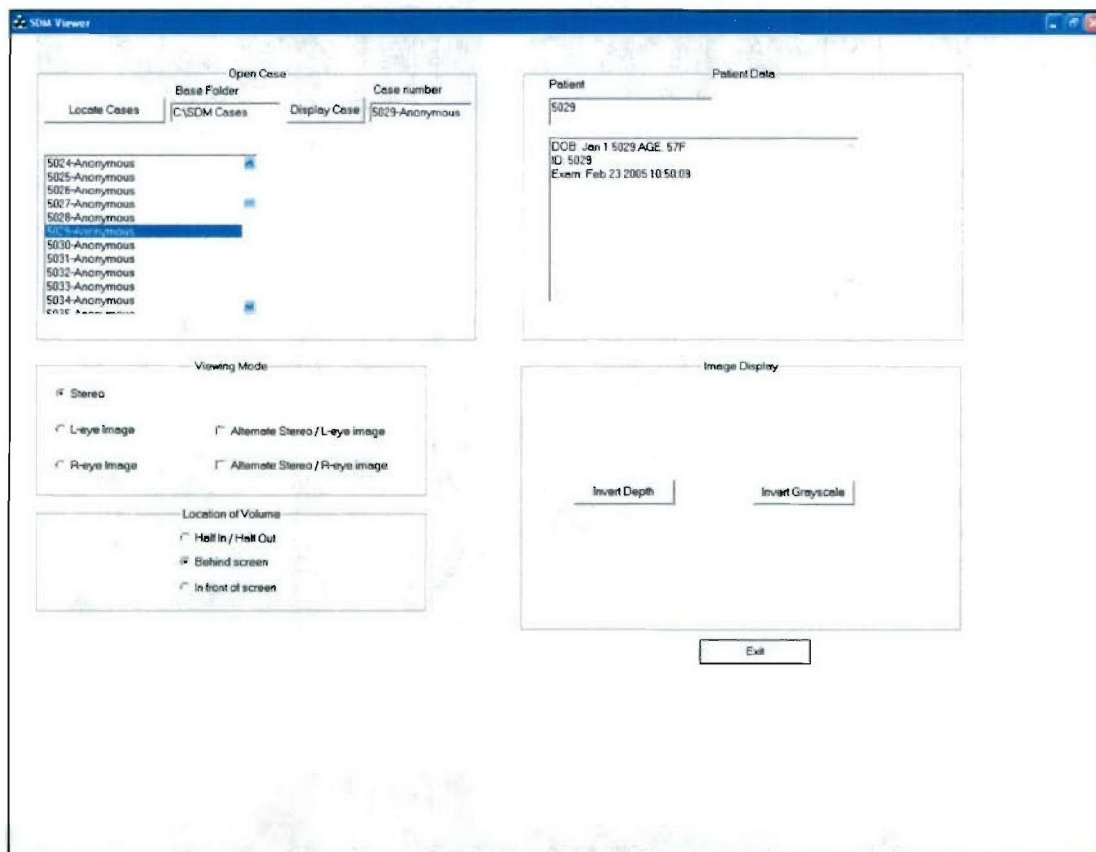 SDM Viewer
Open Case
Base Folder
Case number
Locate Cases
C:\SDM Cases
Display Case
5029-Anonymous
5024-Anonymous
5025-Anonymous
5026-Anonymous
5027-Anonymous
5028-Anonymous
5029-Anonymous
5030-Anonymous
5031-Anonymous
5032-Anonymous
5033-Anonymous
5034-Anonymous
5035-Anonymous
Patient Data
Patient
5029
DOB: Jan 1 5029 AGE: 57F
ID: 5029
Exam: Feb 23 2005 10:50:09
Viewing Mode
Stereo
L-eye Image
Alternate Stereo / L-eye image
R-eye Image
Alternate Stereo / R-eye image
Location of Volume
Half In / Half Out
Behind screen
In front of screen
Image Display
Invert Depth
Invert Grayscale
Exit